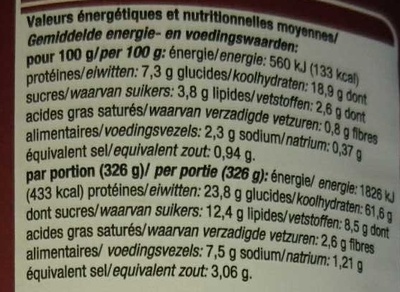 Valeurs énergétiques et nutritionnelles moyennes/
Gemiddelde energie- en voedingswaarden:
pour 100 g/per 100 g: énergie/energie: 560 kJ (133 kcal)
protéines/eiwitten: 7,3 g glucides/koolhydraten: 18,9 g dont
sucres/waarvan suikers: 3,8 g lipides/vetstoffen: 2,6 g dont
acides gras saturés/waarvan verzadigde vetzuren: 0,8 g fibres
alimentaires/voedingsvezels: 2,3 g sodium/natrium: 0,37 g
équivalent sel/equivalent zout: 0,94 g.
par portion (326 g)/ per portie (326 g): énergie/ energie: 1826 kJ
(433 kcal) protéines/eiwitten: 23,8 g glucides/koolhydraten: 61,6 g
dont sucres/waarvan suikers: 12,4 g lipides/vetstoffen: 8,5 g dont
acides gras saturés/waarvan verzadigde vetzuren: 2,6 g fibres
alimentaires/ voedingsvezels: 7,5 g sodium/natrium: 1,21 g
équivalent sel/equivalent zout: 3,06 g.